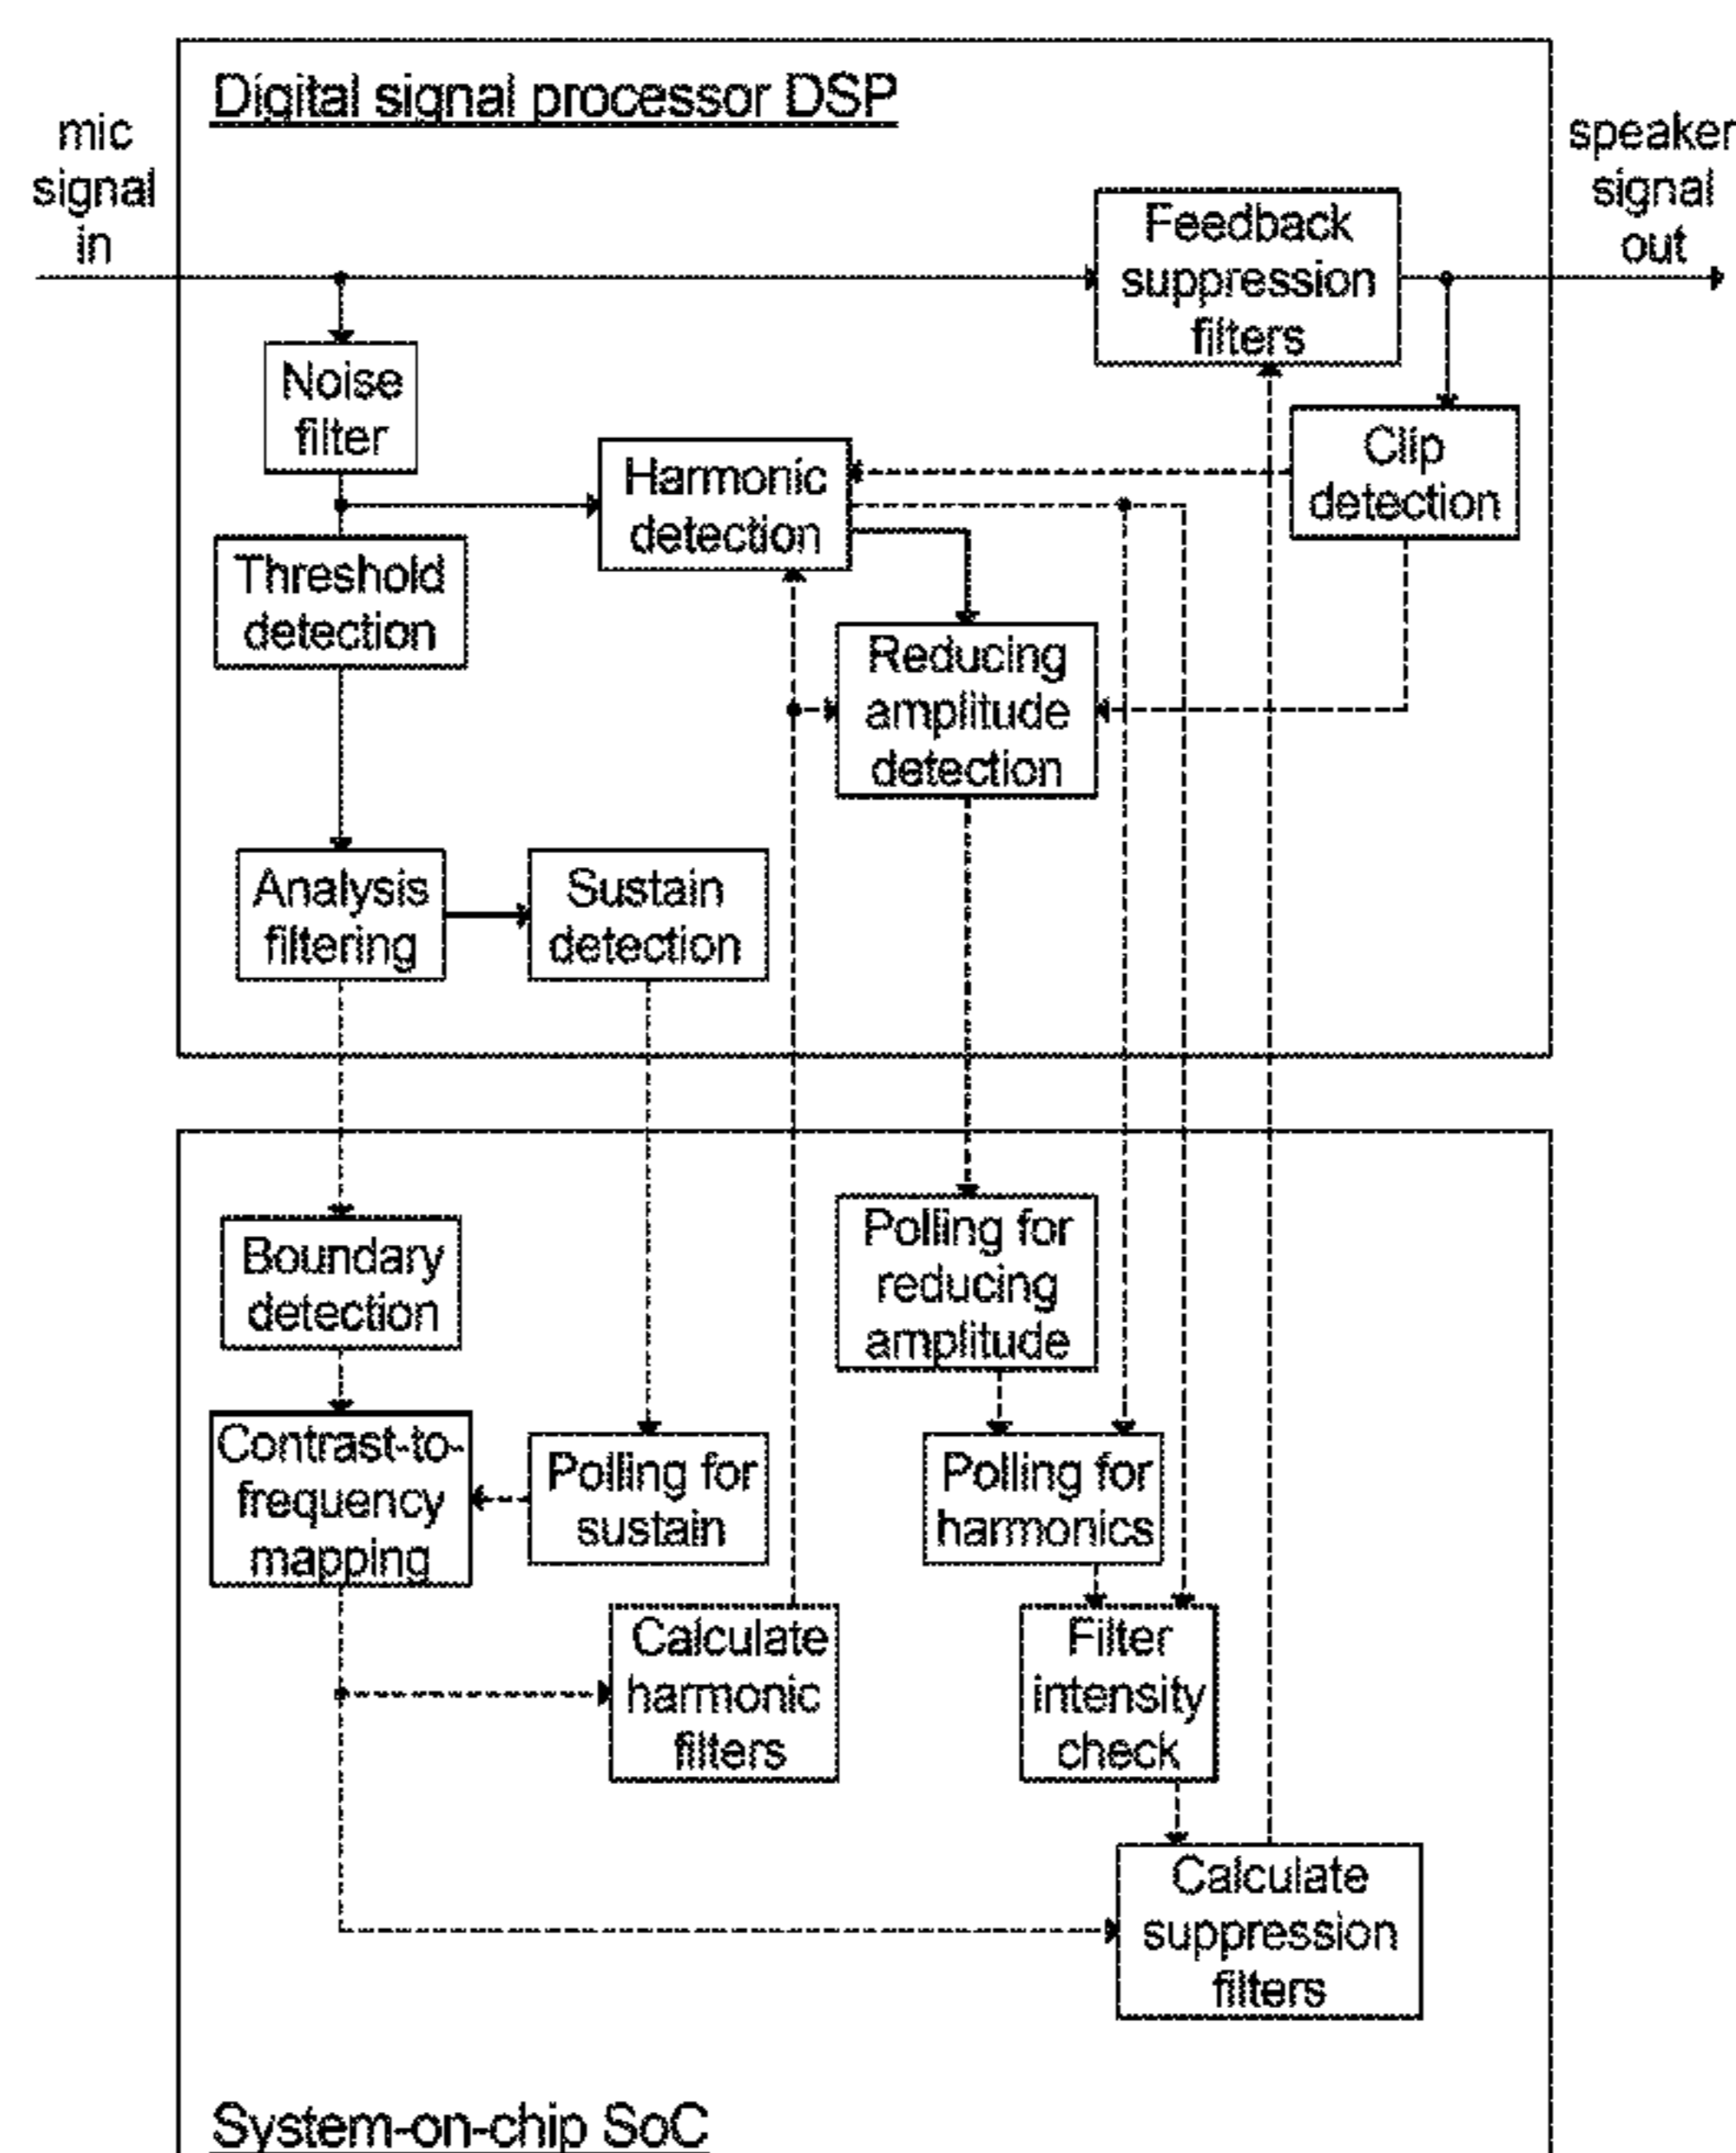 Digital signal processor DSP
mic
signal
in
speaker
signal
out
Feedback
suppression
filters
Noise
filter
Clip
detection
Harmonic
detection
Threshold
detection
Reducing
amplitude
detection
Analysis
filtering
Sustain
detection
Boundary
detection
Polling for
reducing
amplitude
Contrast-to-
frequency
mapping
Polling for
sustain
Polling for
harmonics
Calculate
harmonic
filters
Filter
intensity
check
Calculate
suppression
filters
System-on-chip SoC